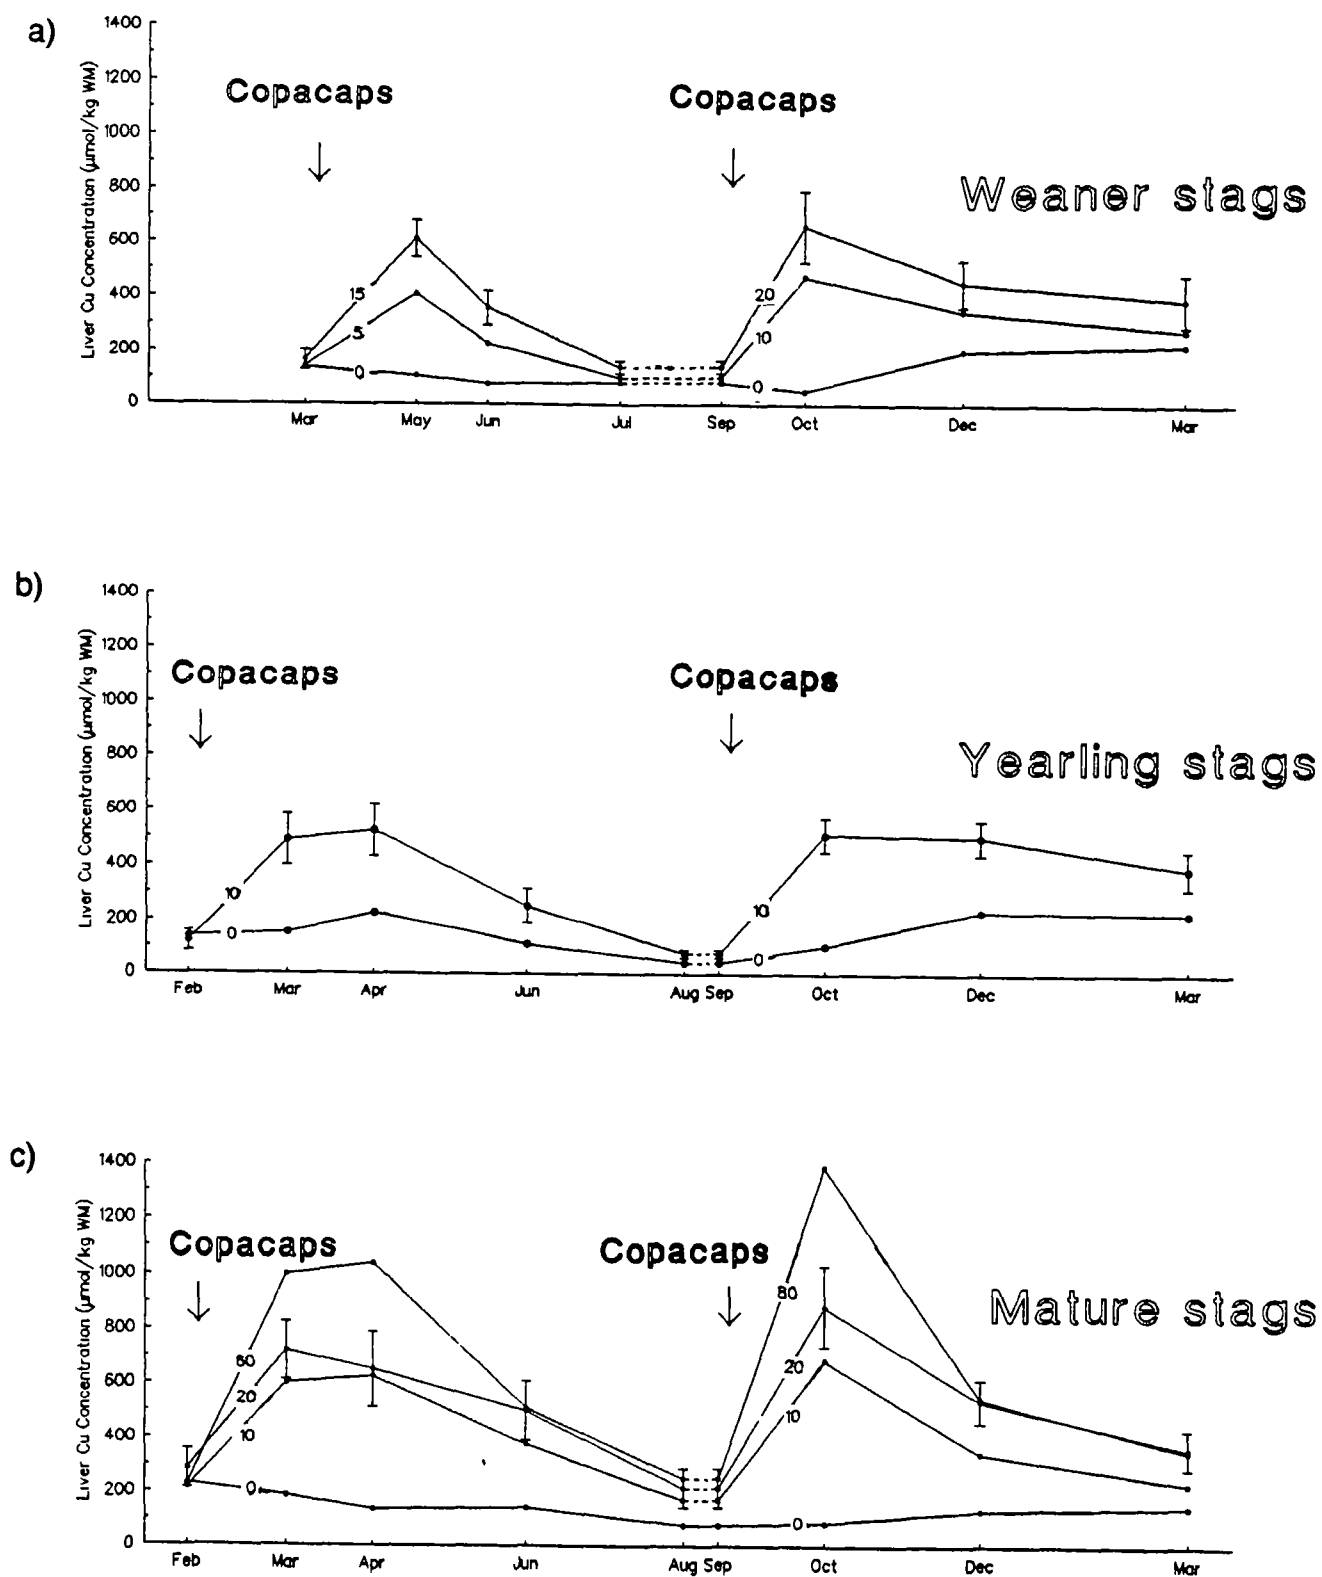 a)
1400
1200
1000
800
600
400
200
0
Liver Cu Concentration (μmol/kg WM)
Copacaps
Copacaps
Weaner stags
15
5
0
20
10
0
Mar May Jun Jul Sep Oct Dec Mar
b)
1400
1200
1000
800
600
400
200
0
Liver Cu Concentration (μmol/kg WM)
Copacaps
Copacaps
Yearling stags
10
0
10
0
Feb Mar Apr Jun Aug Sep Oct Dec Mar
c)
1400
1200
1000
800
600
400
200
0
Liver Cu Concentration (μmol/kg WM)
Copacaps
Copacaps
Mature stags
20
10
0
80
20
10
0
Feb Mar Apr Jun Aug Sep Oct Dec Mar